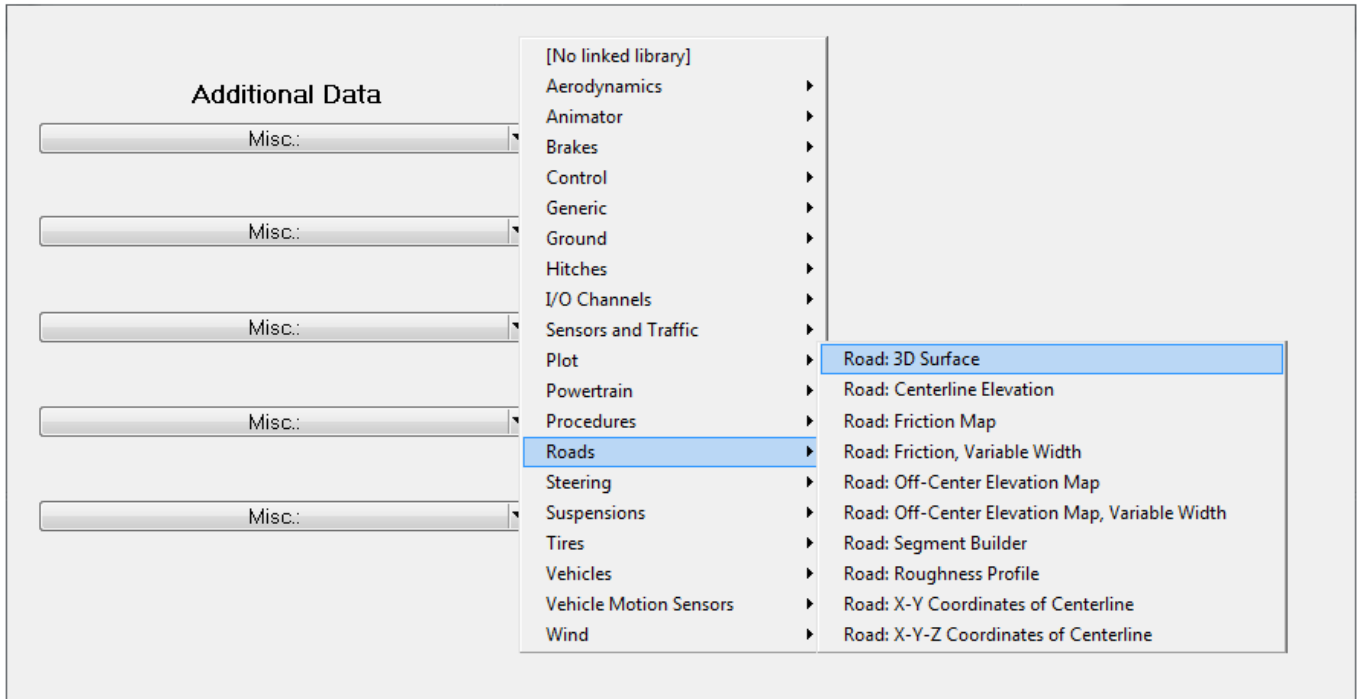 Additional Data
Misc.:
Misc.:
Misc.:
Misc.:
Misc.:
[No linked library]
Aerodynamics
Animator
Brakes
Control
Generic
Ground
Hitches
I/O Channels
Sensors and Traffic
Plot
Powertrain
Procedures
Roads
Steering
Suspensions
Tires
Vehicles
Vehicle Motion Sensors
Wind
Road: 3D Surface
Road: Centerline Elevation
Road: Friction Map
Road: Friction, Variable Width
Road: Off-Center Elevation Map
Road: Off-Center Elevation Map, Variable Width
Road: Segment Builder
Road: Roughness Profile
Road: X-Y Coordinates of Centerline
Road: X-Y-Z Coordinates of Centerline